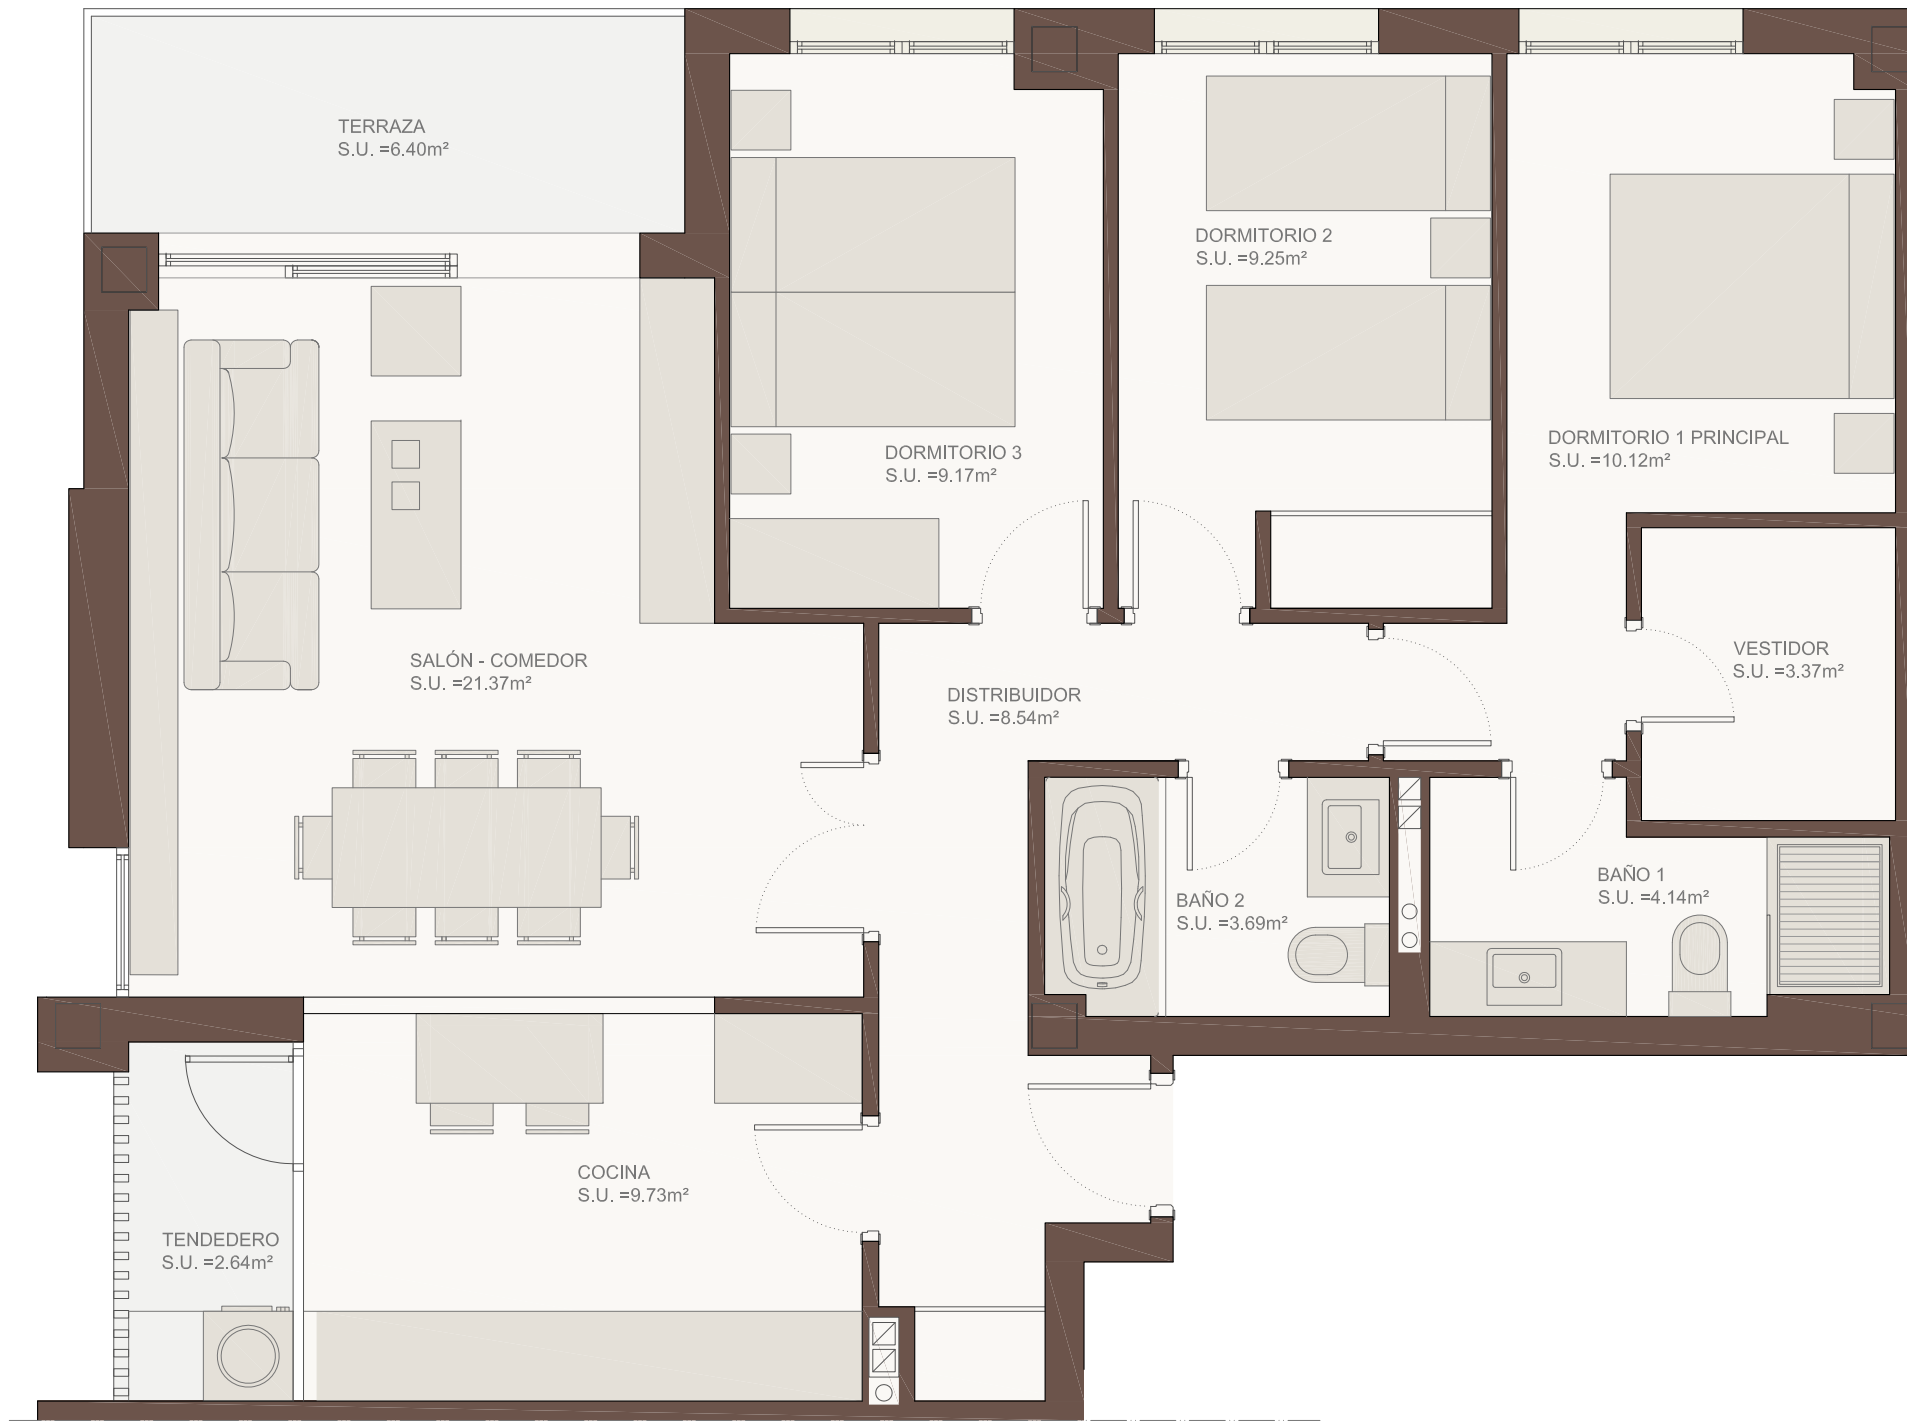 TERRAZA
S.U. =6.40m²
DORMITORIO 2
S.U. =9.25m²
DORMITORIO 3
S.U. =9.17m²
DORMITORIO 1 PRINCIPAL
S.U. =10.12m²
SALÓN - COMEDOR
S.U. =21.37m²
DISTRIBUIDOR
S.U. =8.54m²
VESTIDOR
S.U. =3.37m²
BAÑO 2
S.U. =3.69m²
BAÑO 1
S.U. =4.14m²
COCINA
S.U. =9.73m²
TENDEDERO
S.U. =2.64m²